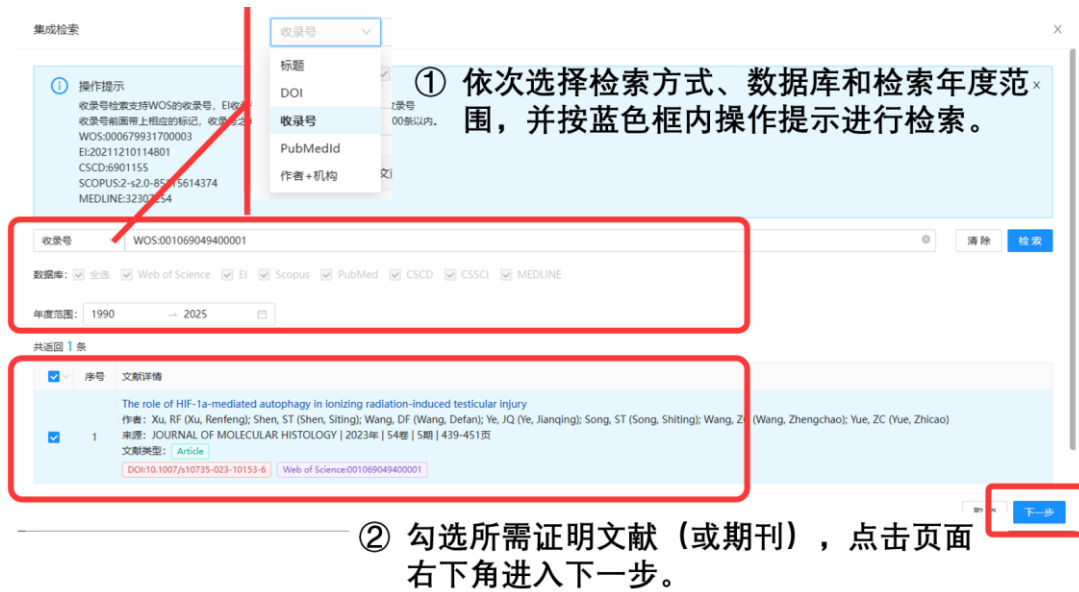 集成检索
收录号
标题
DOI
收录号
PubMedId
作者+机构
① 依次选择检索方式、数据库和检索年度范
围，并按蓝色框内操作提示进行检索。
操作提示
收录号检索支持WOS的收录号，EI收
录号
收录号前面带上相应的标记，收录号之
00条以内。
WOS:000679931700003
EI:20211210114801
CSCD:6901155
SCOPUS:2-s2.0-85
5614374
MEDLINE:32307254
收录号 WOS:001069049400001 清除 检索
数据库： 全选 Web of Science EI Scopus PubMed CSCD CSSCI MEDLINE
年度范围： 1990 → 2025
共返回 1 条
序号 文献详情
The role of HIF-1a-mediated autophagy in ionizing radiation-induced testicular injury
作者：Xu, RF (Xu, Renfeng); Shen, ST (Shen, Siting); Wang, DF (Wang, Defan); Ye, JQ (Ye, Jianqing); Song, ST (Song, Shiting); Wang, ZC (Wang, Zhengchao); Yue, ZC (Yue, Zhicao)
1 来源：JOURNAL OF MOLECULAR HISTOLOGY | 2023年 | 54卷 | 5期 | 439-451页
文献类型： Article
DOI:10.1007/s10735-023-10153-6 Web of Science:001069049400001
下一步
② 勾选所需证明文献（或期刊），点击页面
右下角进入下一步。